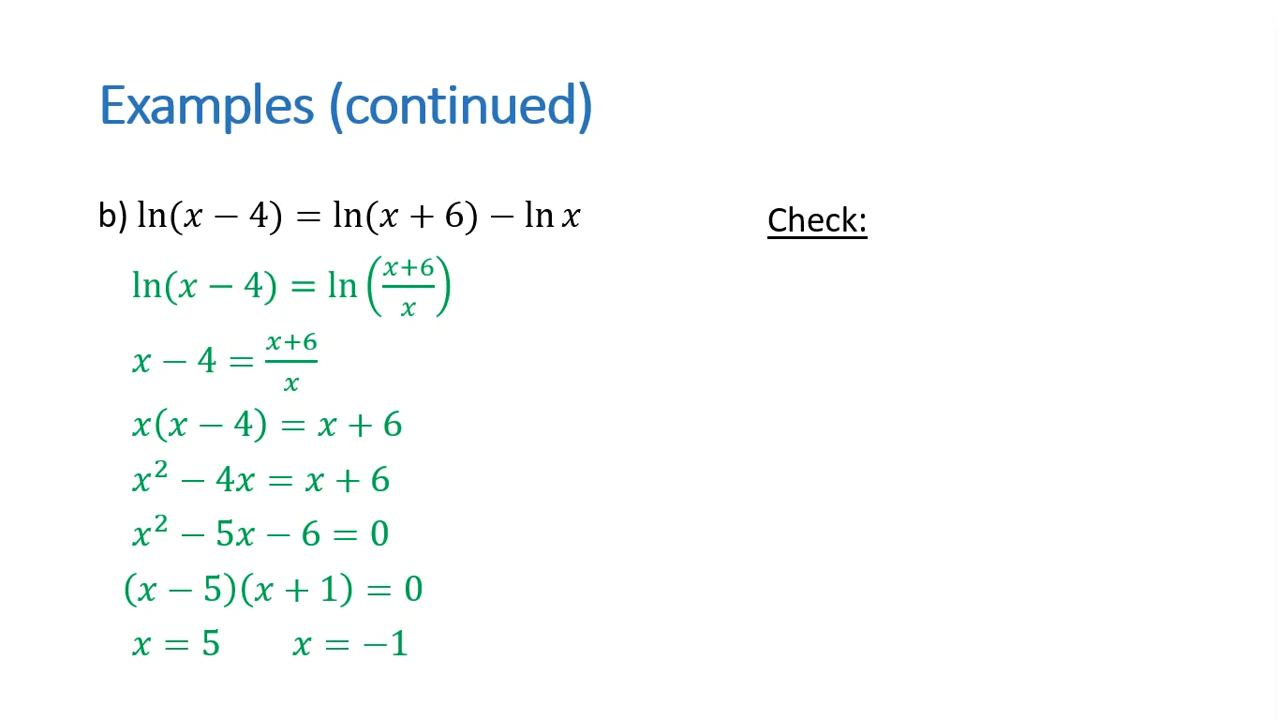 Examples (continued)
b) ln(x − 4) = ln(x + 6) − ln x
Check:
ln(x − 4) = ln((x+6)/x)
x − 4 = (x+6)/x
x(x − 4) = x + 6
x² − 4x = x + 6
x² − 5x − 6 = 0
(x − 5)(x + 1) = 0
x = 5 x = −1